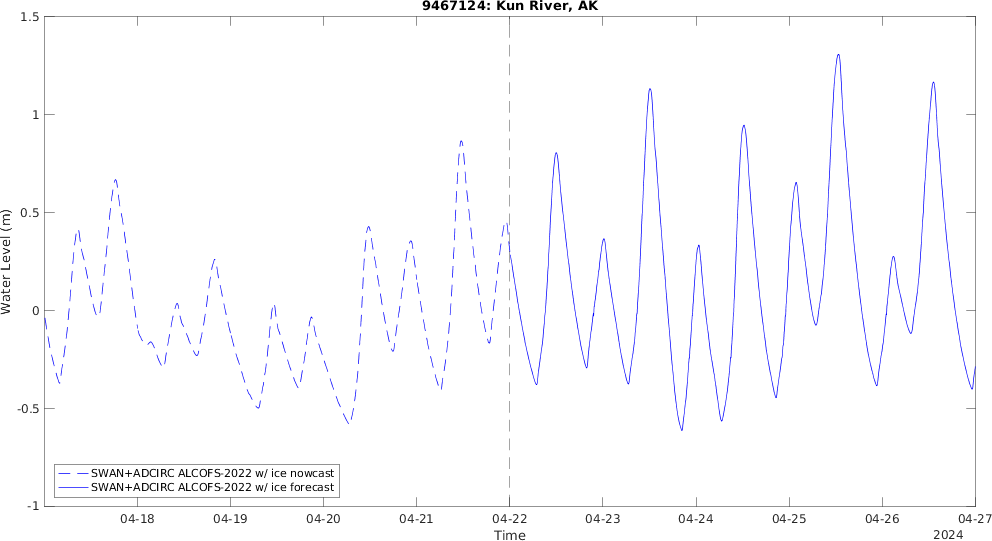 9467124: Kun River, AK
1.5
1
0.5
0
-0.5
-1
Water Level (m)
SWAN+ADCIRC ALCOFS-2022 w/ ice nowcast
SWAN+ADCIRC ALCOFS-2022 w/ ice forecast
04-18 04-19 04-20 04-21 04-22 04-23 04-24 04-25 04-26 04-27
Time
2024